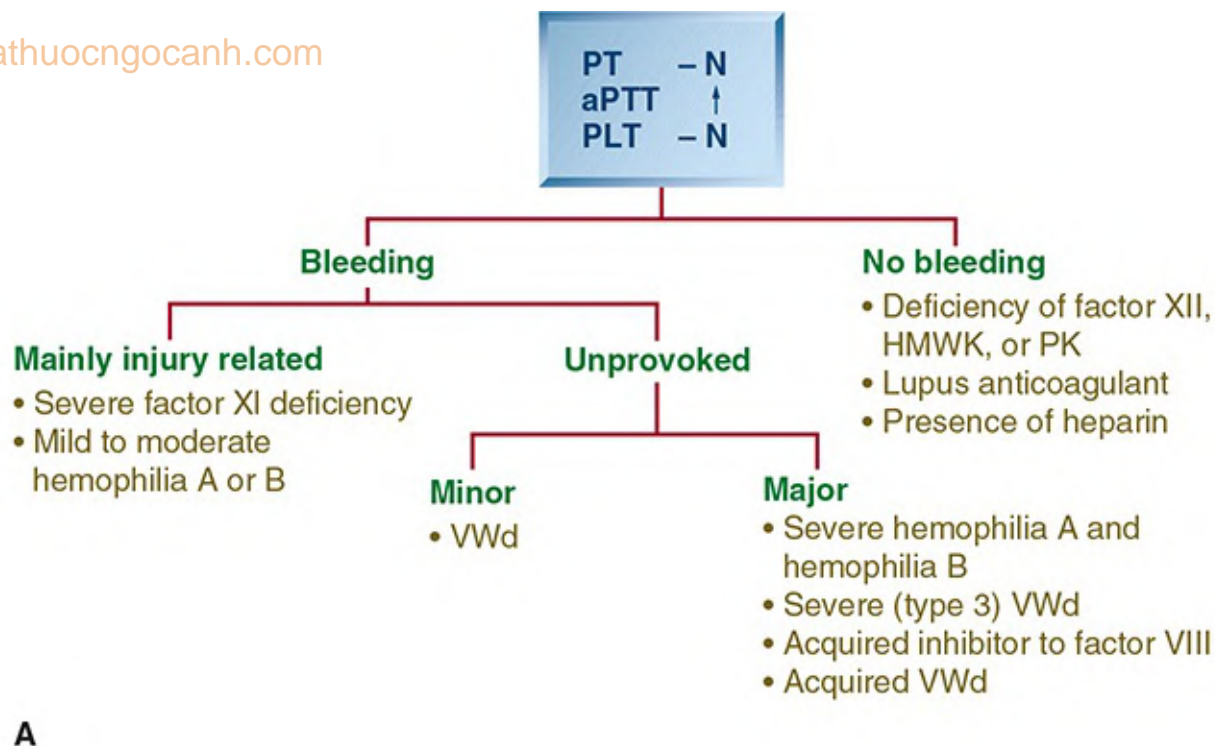 athuocngocanh.com
PT – N
aPTT ↑
PLT – N
Bleeding
No bleeding
• Deficiency of factor XII,
HMWK, or PK
• Lupus anticoagulant
• Presence of heparin
Mainly injury related
• Severe factor XI deficiency
• Mild to moderate
hemophilia A or B
Unprovoked
Minor
• VWd
Major
• Severe hemophilia A and
hemophilia B
• Severe (type 3) VWd
• Acquired inhibitor to factor VIII
• Acquired VWd
A